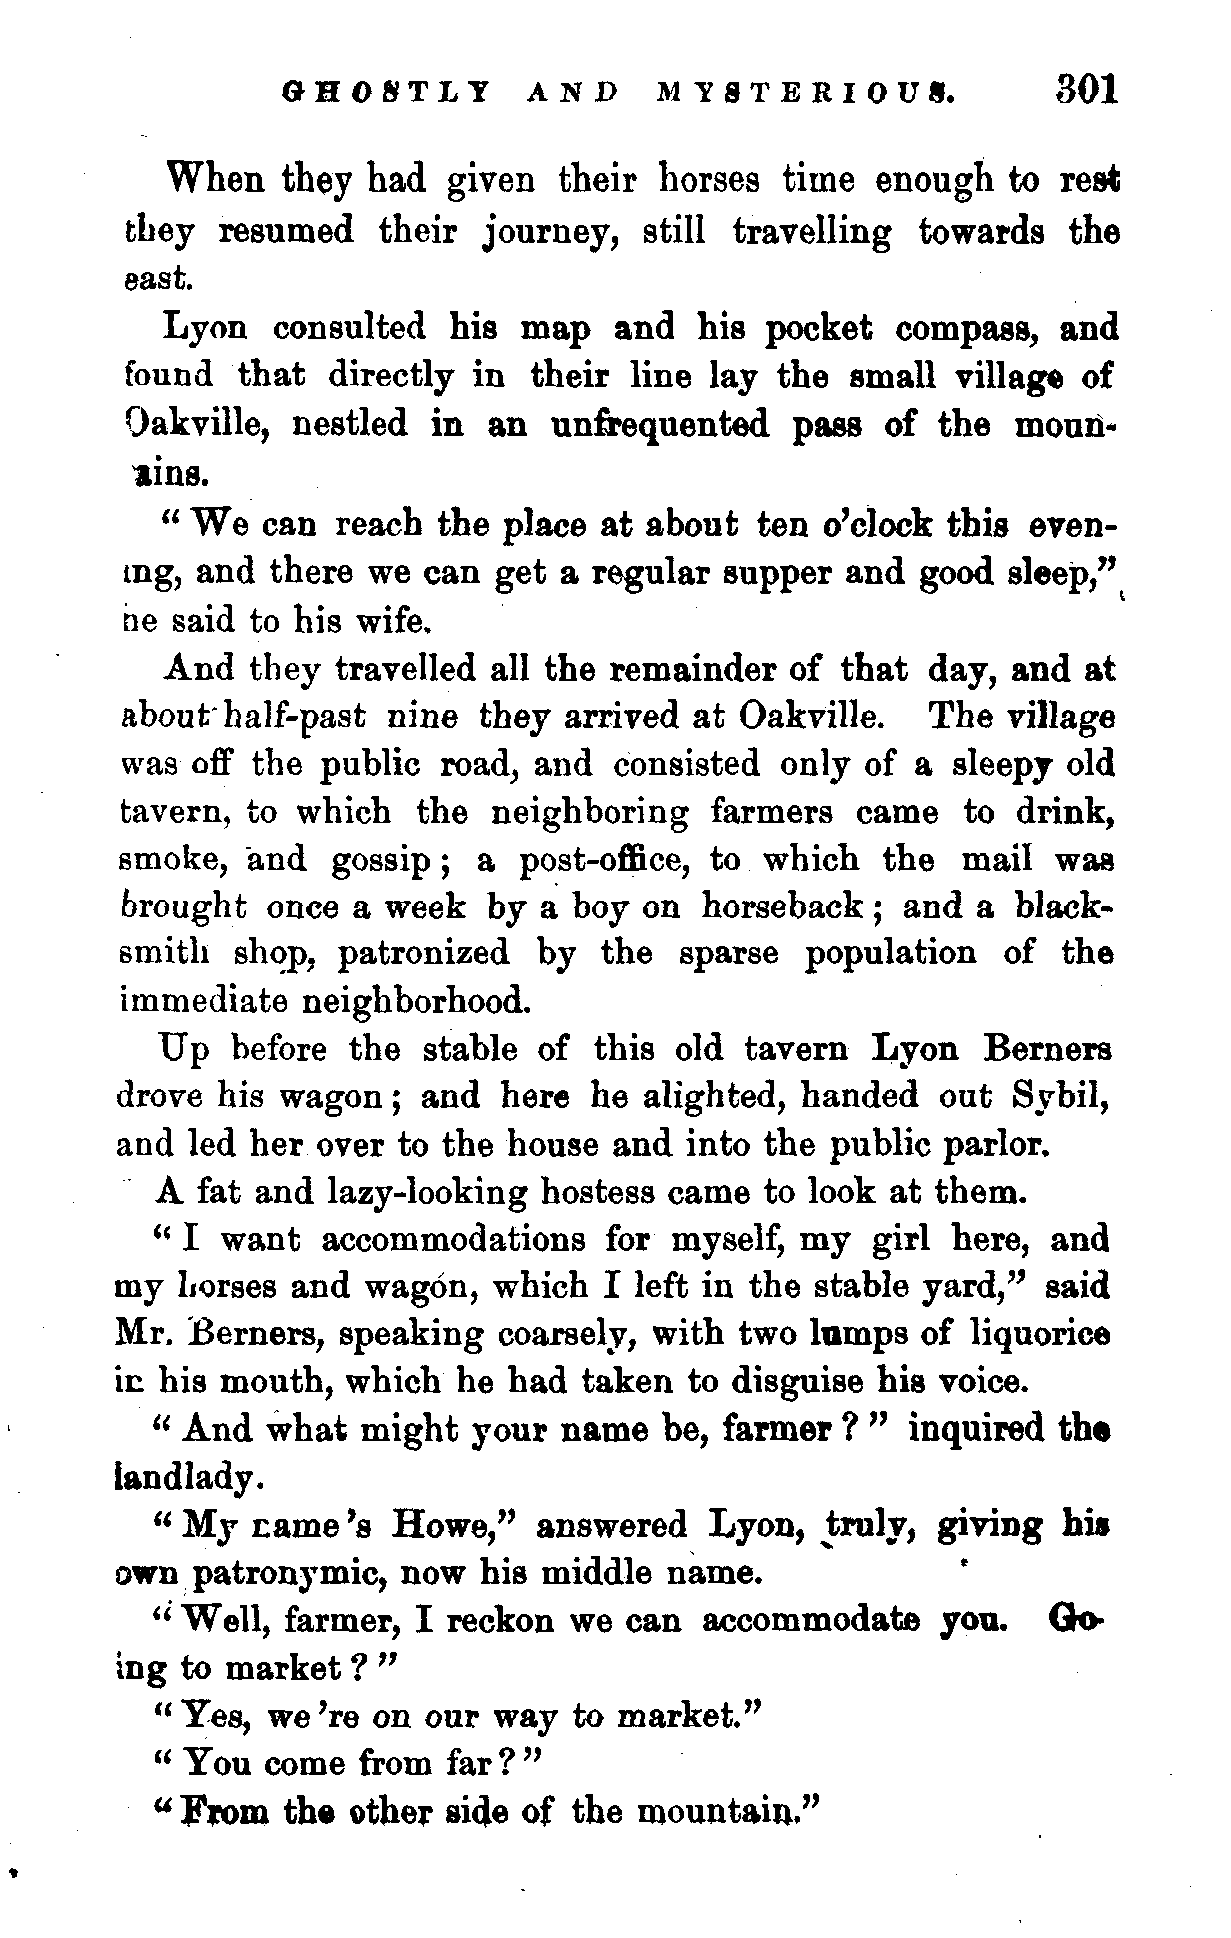 GHOSTLY AND MYSTERIOUS. 301
When they had given their horses time enough to rest
they resumed their journey, still travelling towards the
east.
Lyon consulted his map and his pocket compass, and
found that directly in their line lay the small village of
Oakville, nestled in an unfrequented pass of the moun-
tains.
“ We can reach the place at about ten o’clock this even-
ing, and there we can get a regular supper and good sleep,”
he said to his wife.
And they travelled all the remainder of that day, and at
about half-past nine they arrived at Oakville. The village
was off the public road, and consisted only of a sleepy old
tavern, to which the neighboring farmers came to drink,
smoke, and gossip ; a post-office, to which the mail was
brought once a week by a boy on horseback ; and a black-
smith shop, patronized by the sparse population of the
immediate neighborhood.
Up before the stable of this old tavern Lyon Berners
drove his wagon ; and here he alighted, handed out Sybil,
and led her over to the house and into the public parlor.
A fat and lazy-looking hostess came to look at them.
“ I want accommodations for myself, my girl here, and
my horses and wagon, which I left in the stable yard,” said
Mr. Berners, speaking coarsely, with two lumps of liquorice
in his mouth, which he had taken to disguise his voice.
“ And what might your name be, farmer ? ” inquired the
landlady.
“ My name ’s Howe,” answered Lyon, truly, giving his
own patronymic, now his middle name.
“ Well, farmer, I reckon we can accommodate you. Go-
ing to market ? ”
“ Yes, we ’re on our way to market.”
“ You come from far ? ”
“ From the other side of the mountain.”